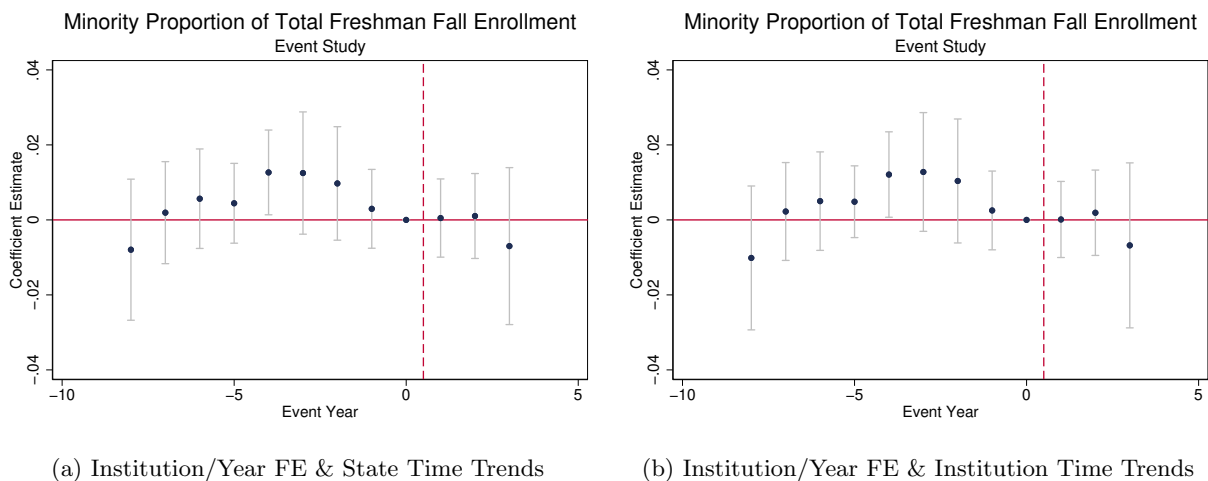 Minority Proportion of Total Freshman Fall Enrollment
Event Study
Coefficient Estimate
.04
.02
0
−.02
−.04
−10
−5
0
5
Event Year
(a) Institution/Year FE & State Time Trends
Minority Proportion of Total Freshman Fall Enrollment
Event Study
Coefficient Estimate
.04
.02
0
−.02
−.04
−10
−5
0
5
Event Year
(b) Institution/Year FE & Institution Time Trends